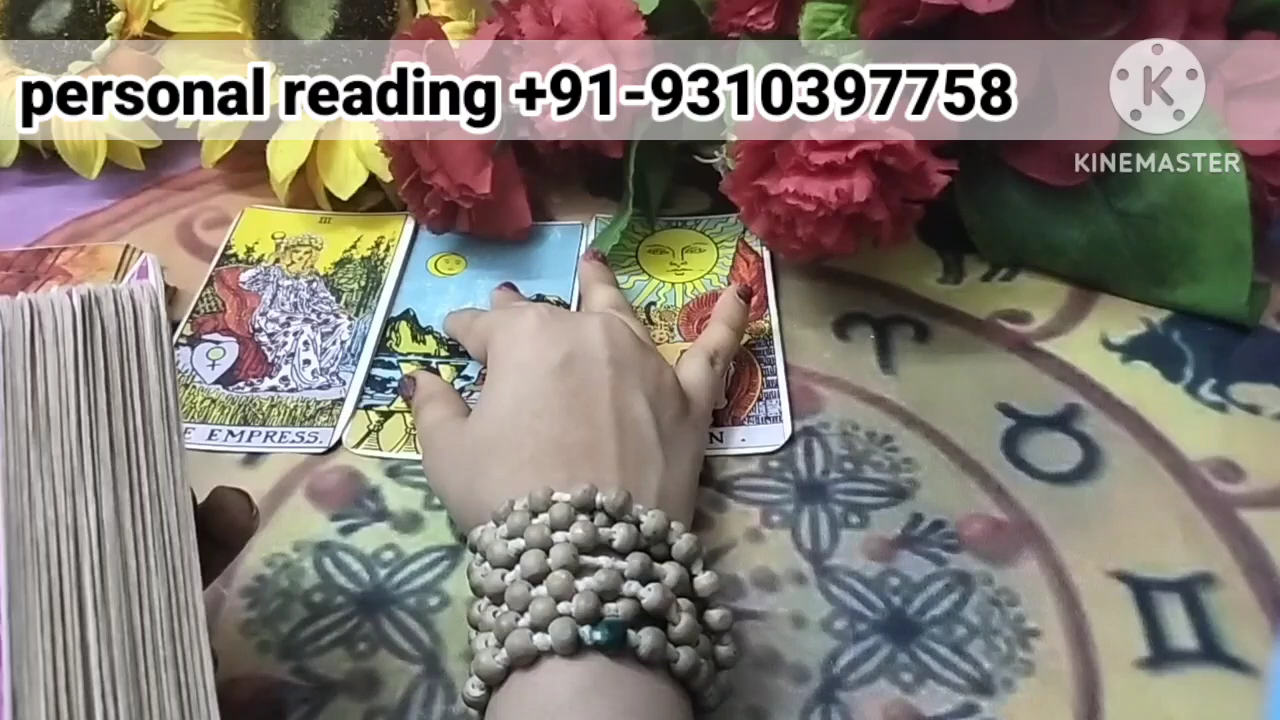 personal reading +91-9310397758
K
KINEMASTER
III
E EMPRESS.
N .